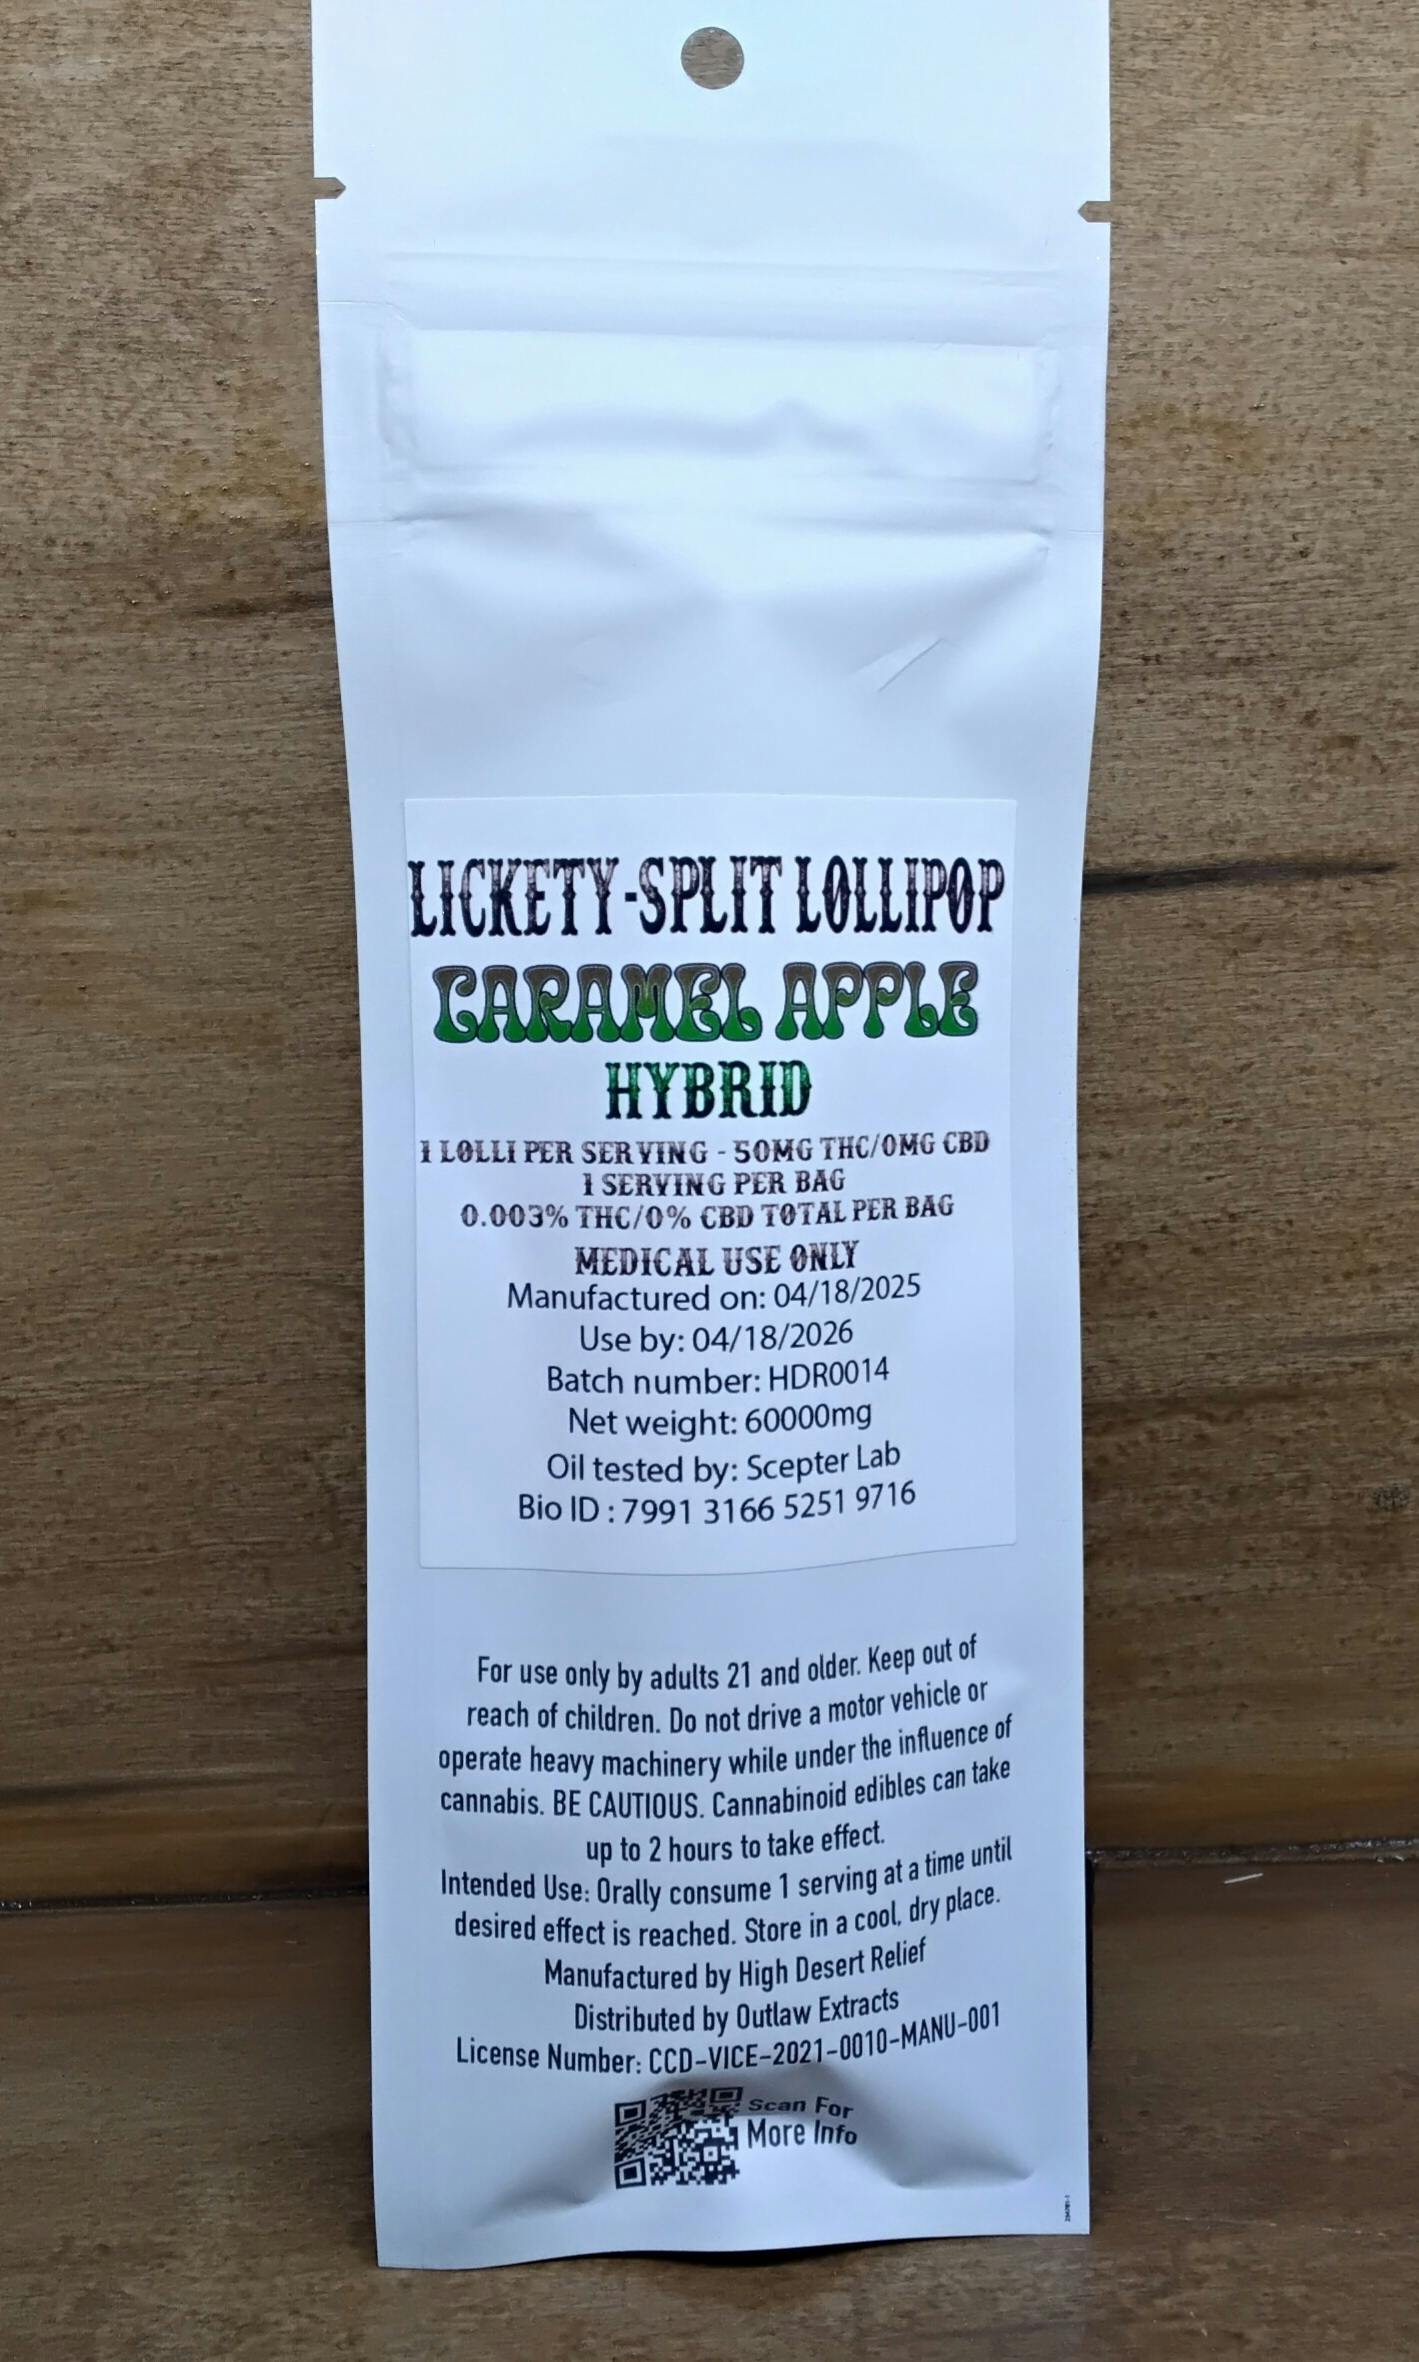 LICKETY-SPLIT LOLLIPOP
CARAMEL APPLE
HYBRID
1 LOLLI PER SERVING - 50MG THC/0MG CBD
1 SERVING PER BAG
0.003% THC/0% CBD TOTAL PER BAG
MEDICAL USE ONLY
Manufactured on: 04/18/2025
Use by: 04/18/2026
Batch number: HDR0014
Net weight: 60000mg
Oil tested by: Scepter Lab
Bio ID : 7991 3166 5251 9716
For use only by adults 21 and older. Keep out of
reach of children. Do not drive a motor vehicle or
operate heavy machinery while under the influence of
cannabis. BE CAUTIOUS. Cannabinoid edibles can take
up to 2 hours to take effect.
Intended Use: Orally consume 1 serving at a time until
desired effect is reached. Store in a cool, dry place.
Manufactured by High Desert Relief
Distributed by Outlaw Extracts
License Number: CCD-VICE-2021-0010-MANU-001
Scan For
More Info